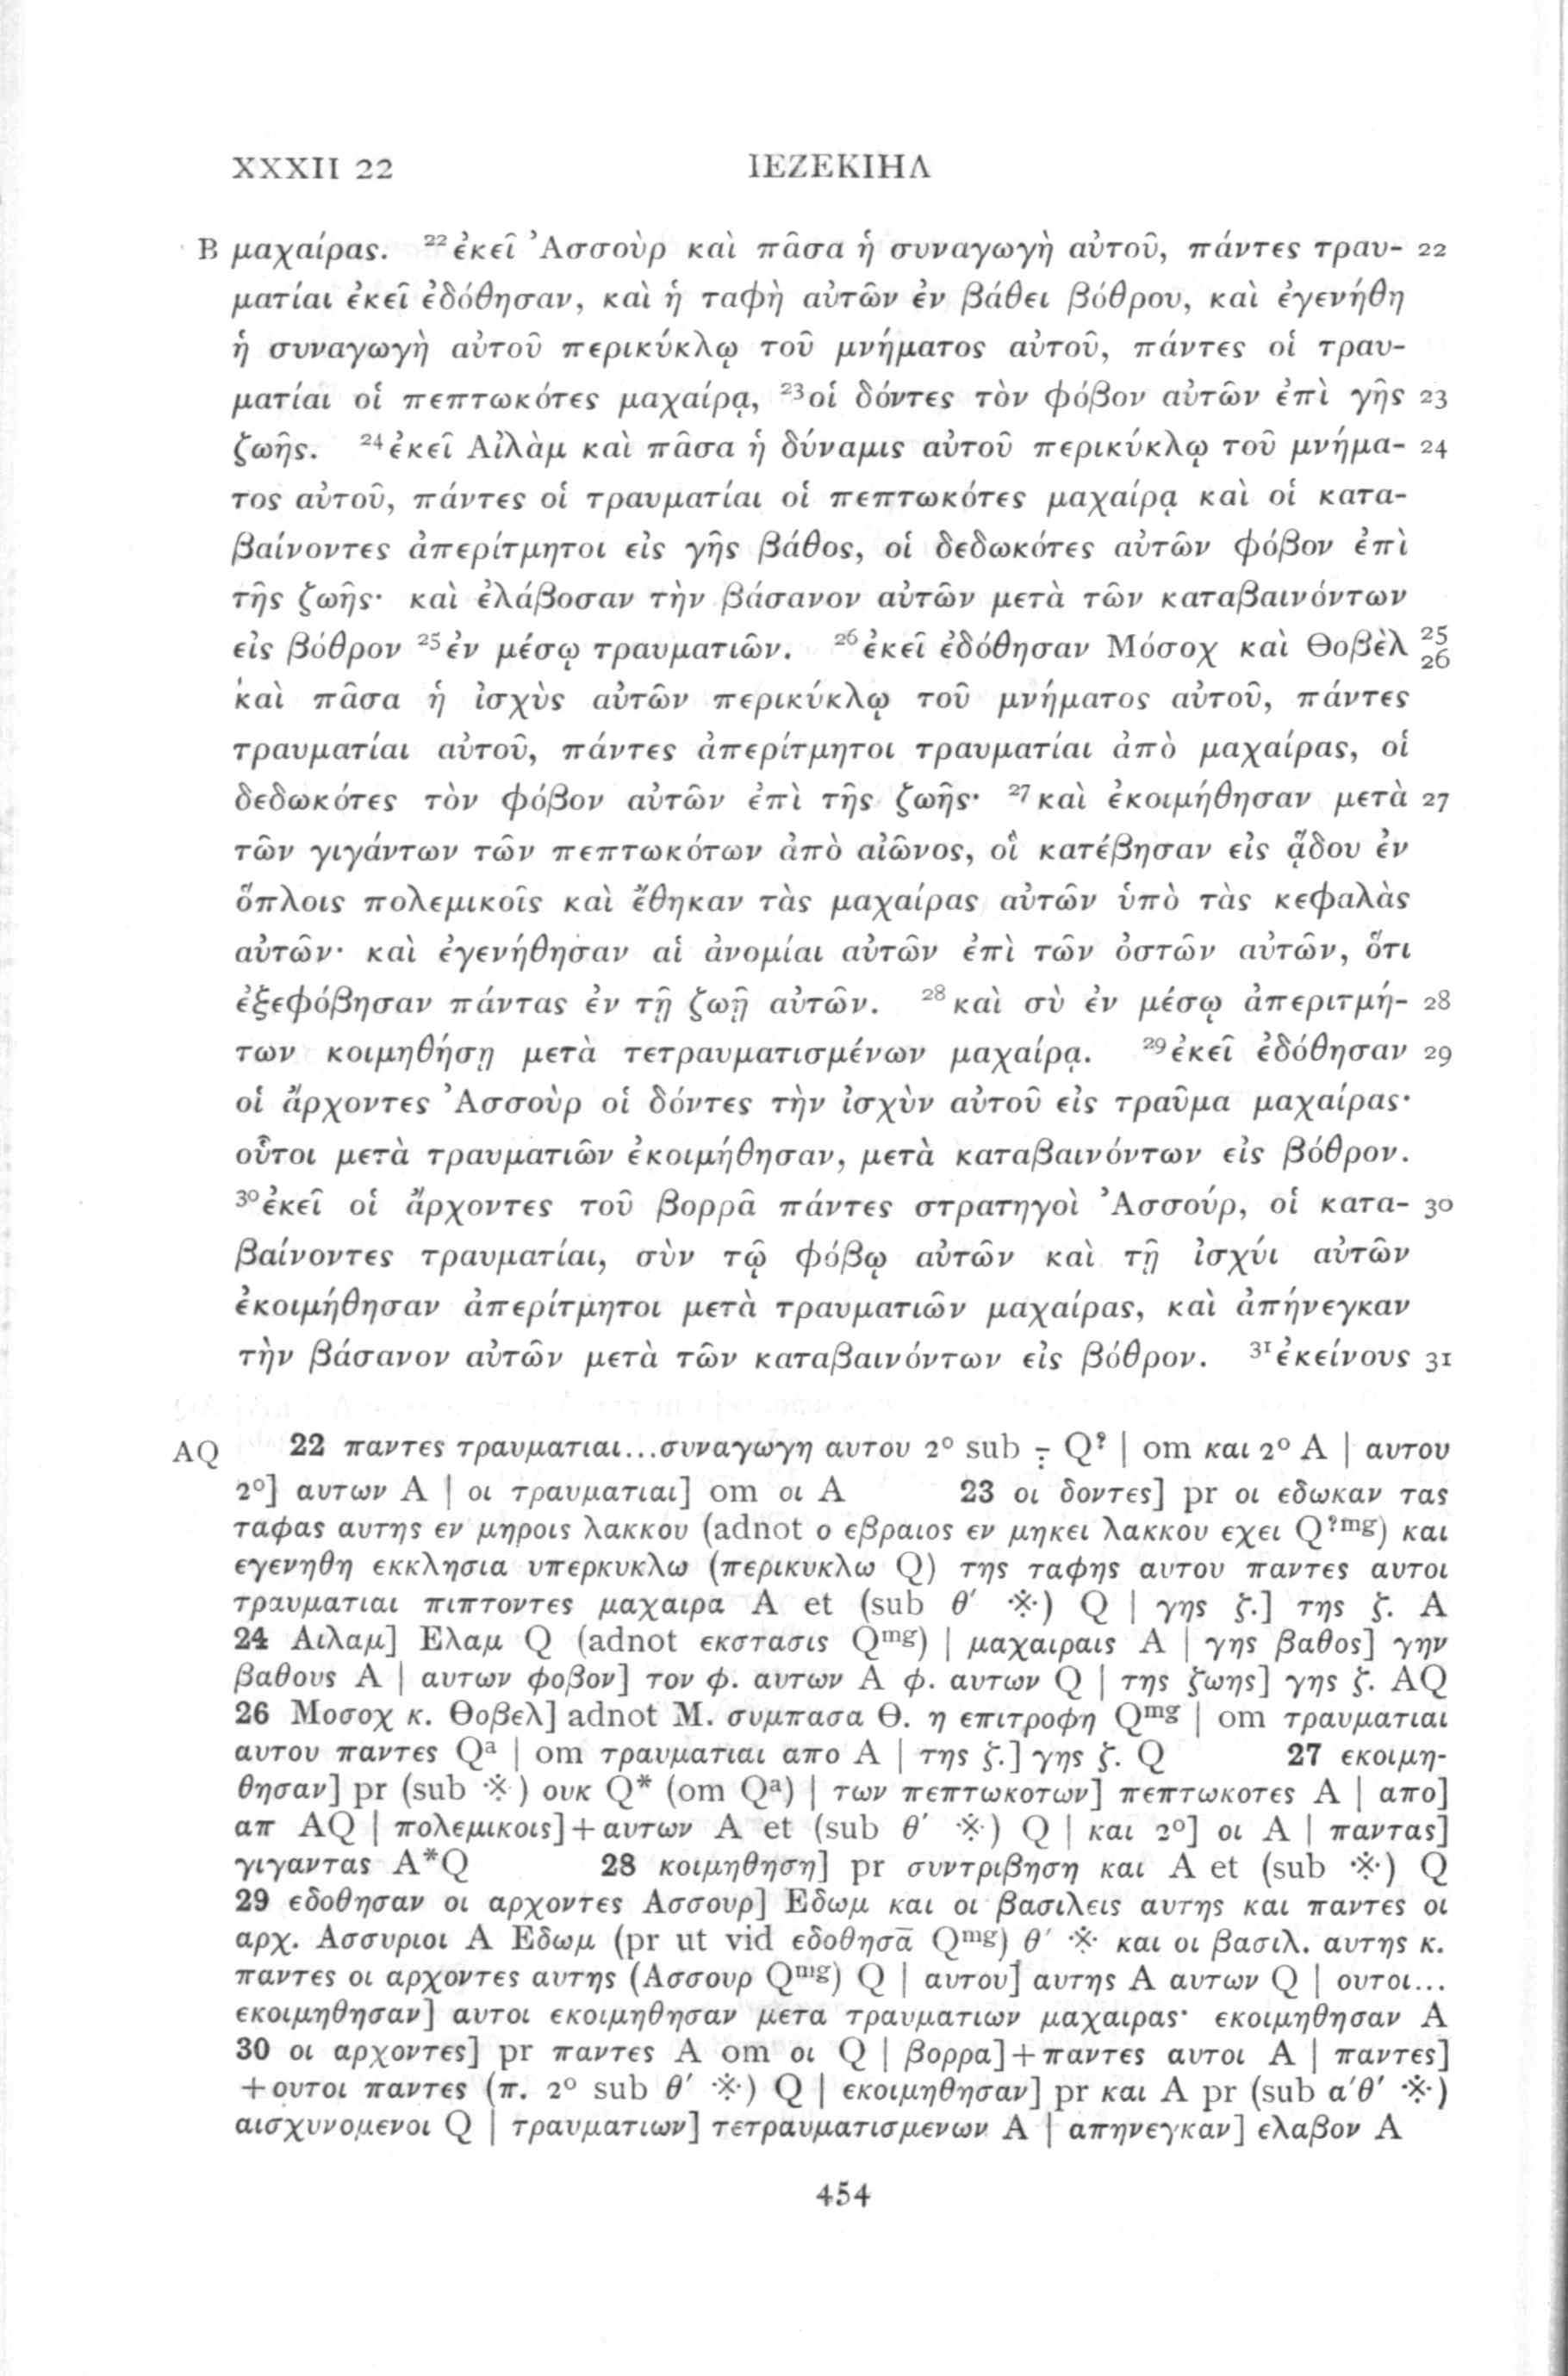 XXXII 22 ΙΕΖΕΚΙΗΛ
B μαχαίρας. ²²ἐκεῖ Ἀσσοὺρ καὶ πᾶσα ἡ συναγωγὴ αὐτοῦ, πάντες τραυ- 22
ματίαι ἐκεῖ ἐδόθησαν, καὶ ἡ ταφὴ αὐτῶν ἐν βάθει βόθρου, καὶ ἐγενήθη
ἡ συναγωγὴ αὐτοῦ περικύκλῳ τοῦ μνήματος αὐτοῦ, πάντες οἱ τραυ-
ματίαι οἱ πεπτωκότες μαχαίρᾳ, ²³οἱ δόντες τὸν φόβον αὐτῶν ἐπὶ γῆς 23
ζωῆς. ²⁴ἐκεῖ Αἰλὰμ καὶ πᾶσα ἡ δύναμις αὐτοῦ περικύκλῳ τοῦ μνήμα- 24
τος αὐτοῦ, πάντες οἱ τραυματίαι οἱ πεπτωκότες μαχαίρᾳ καὶ οἱ κατα-
βαίνοντες ἀπερίτμητοι εἰς γῆς βάθος, οἱ δεδωκότες αὐτῶν φόβον ἐπὶ
τῆς ζωῆς· καὶ ἐλάβοσαν τὴν βάσανον αὐτῶν μετὰ τῶν καταβαινόντων
εἰς βόθρον ²⁵ἐν μέσῳ τραυματιῶν. ²⁶ἐκεῖ ἐδόθησαν Μόσοχ καὶ Θοβὲλ 25 26
καὶ πᾶσα ἡ ἰσχὺς αὐτῶν περικύκλῳ τοῦ μνήματος αὐτοῦ, πάντες
τραυματίαι αὐτοῦ, πάντες ἀπερίτμητοι τραυματίαι ἀπὸ μαχαίρας, οἱ
δεδωκότες τὸν φόβον αὐτῶν ἐπὶ τῆς ζωῆς· ²⁷καὶ ἐκοιμήθησαν μετὰ 27
τῶν γιγάντων τῶν πεπτωκότων ἀπὸ αἰῶνος, οἳ κατέβησαν εἰς ᾅδου ἐν
ὅπλοις πολεμικοῖς καὶ ἔθηκαν τὰς μαχαίρας αὐτῶν ὑπὸ τὰς κεφαλὰς
αὐτῶν· καὶ ἐγενήθησαν αἱ ἀνομίαι αὐτῶν ἐπὶ τῶν ὀστῶν αὐτῶν, ὅτι
ἐξεφόβησαν πάντας ἐν τῇ ζωῇ αὐτῶν. ²⁸καὶ σὺ ἐν μέσῳ ἀπεριτμή- 28
των κοιμηθήσῃ μετὰ τετραυματισμένων μαχαίρᾳ. ²⁹ἐκεῖ ἐδόθησαν 29
οἱ ἄρχοντες Ἀσσοὺρ οἱ δόντες τὴν ἰσχὺν αὐτοῦ εἰς τραῦμα μαχαίρας·
οὗτοι μετὰ τραυματιῶν ἐκοιμήθησαν, μετὰ καταβαινόντων εἰς βόθρον.
³⁰ἐκεῖ οἱ ἄρχοντες τοῦ βορρᾶ πάντες στρατηγοὶ Ἀσσούρ, οἱ κατα- 30
βαίνοντες τραυματίαι, σὺν τῷ φόβῳ αὐτῶν καὶ τῇ ἰσχύι αὐτῶν
ἐκοιμήθησαν ἀπερίτμητοι μετὰ τραυματιῶν μαχαίρας, καὶ ἀπήνεγκαν
τὴν βάσανον αὐτῶν μετὰ τῶν καταβαινόντων εἰς βόθρον. ³¹ἐκείνους 31
AQ 22 παντες τραυματιαι...συναγωγη αυτου 2° sub ⁒ Q? | om και 2° A | αυτου
2°] αυτων A | οι τραυματιαι] om οι A 23 οι δοντες] pr οι εδωκαν τας
ταφας αυτης εν μηροις λακκου (adnot ο εβραιος εν μηκει λακκου εχει Q?mg) και
εγενηθη εκκλησια υπερκυκλω (περικυκλω Q) της ταφης αυτου παντες αυτοι
τραυματιαι πιπτοντες μαχαιρα A et (sub θ′ ※) Q | γης ζ.] της ζ. A
24 Αιλαμ] Ελαμ Q (adnot εκστασις Qmg) | μαχαιραις A | γης βαθος] γην
βαθους A | αυτων φοβον] τον φ. αυτων A φ. αυτων Q | της ζωης] γης ζ. AQ
26 Μοσοχ κ. Θοβελ] adnot Μ. συμπασα Θ. η επιτροφη Qmg | om τραυματιαι
αυτου παντες Qa | om τραυματιαι απο A | της ζ.] γης ζ. Q 27 εκοιμη-
θησαν] pr (sub ※) ουκ Q* (om Qa) | των πεπτωκοτων] πεπτωκοτες A | απο]
απ AQ | πολεμικοις]+αυτων A et (sub θ′ ※) Q | και 2°] οι A | παντας]
γιγαντας A*Q 28 κοιμηθηση] pr συντριβηση και A et (sub ※) Q
29 εδοθησαν οι αρχοντες Ασσουρ] Εδωμ και οι βασιλεις αυτης και παντες οι
αρχ. Ασσυριοι A Εδωμ (pr ut vid εδοθησᾱ Qmg) θ′ ※ και οι βασιλ. αυτης κ.
παντες οι αρχοντες αυτης (Ασσουρ Qmg) Q | αυτου] αυτης A αυτων Q | ουτοι...
εκοιμηθησαν] αυτοι εκοιμηθησαν μετα τραυματιων μαχαιρας· εκοιμηθησαν A
30 οι αρχοντες] pr παντες A om οι Q | βορρα]+παντες αυτοι A | παντες]
+ουτοι παντες (π. 2° sub θ′ ※) Q | εκοιμηθησαν] pr και A pr (sub α′θ′ ※)
αισχυνομενοι Q | τραυματιων] τετραυματισμενων A | απηνεγκαν] ελαβον A
454